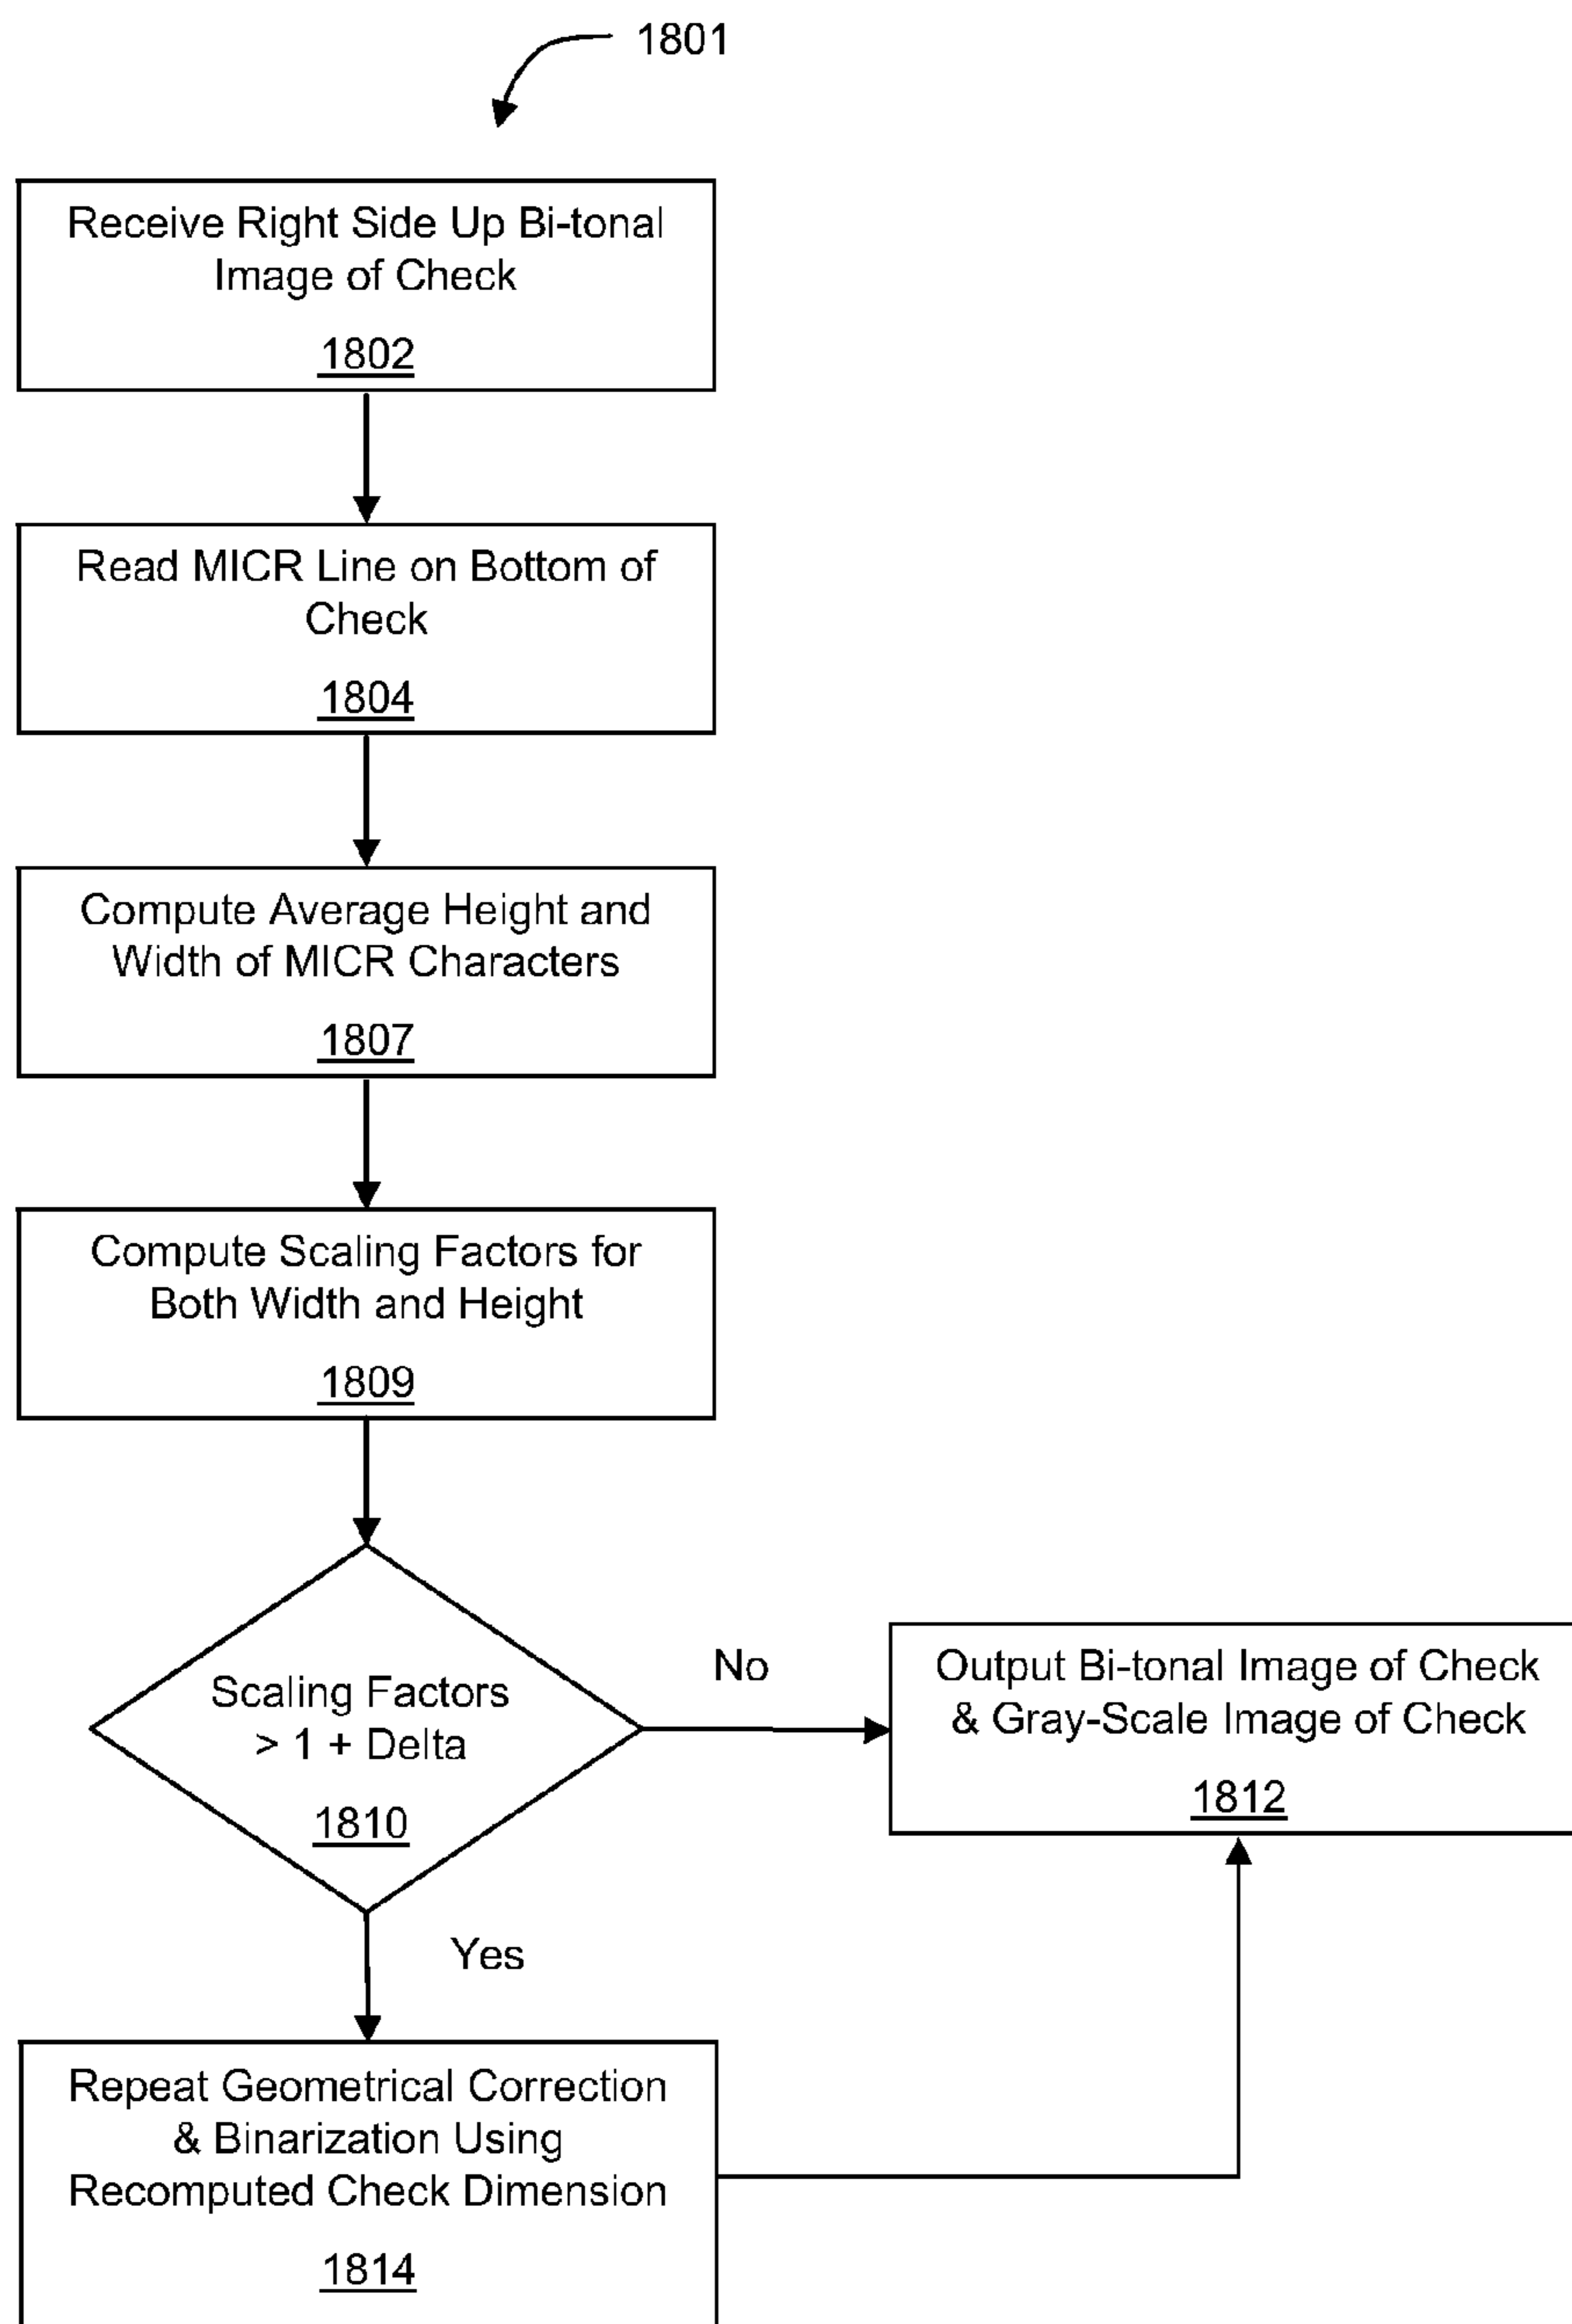 1801
Receive Right Side Up Bi-tonal
Image of Check
1802
Read MICR Line on Bottom of
Check
1804
Compute Average Height and
Width of MICR Characters
1807
Compute Scaling Factors for
Both Width and Height
1809
Scaling Factors
> 1 + Delta
1810
No
Output Bi-tonal Image of Check
& Gray-Scale Image of Check
1812
Yes
Repeat Geometrical Correction
& Binarization Using
Recomputed Check Dimension
1814